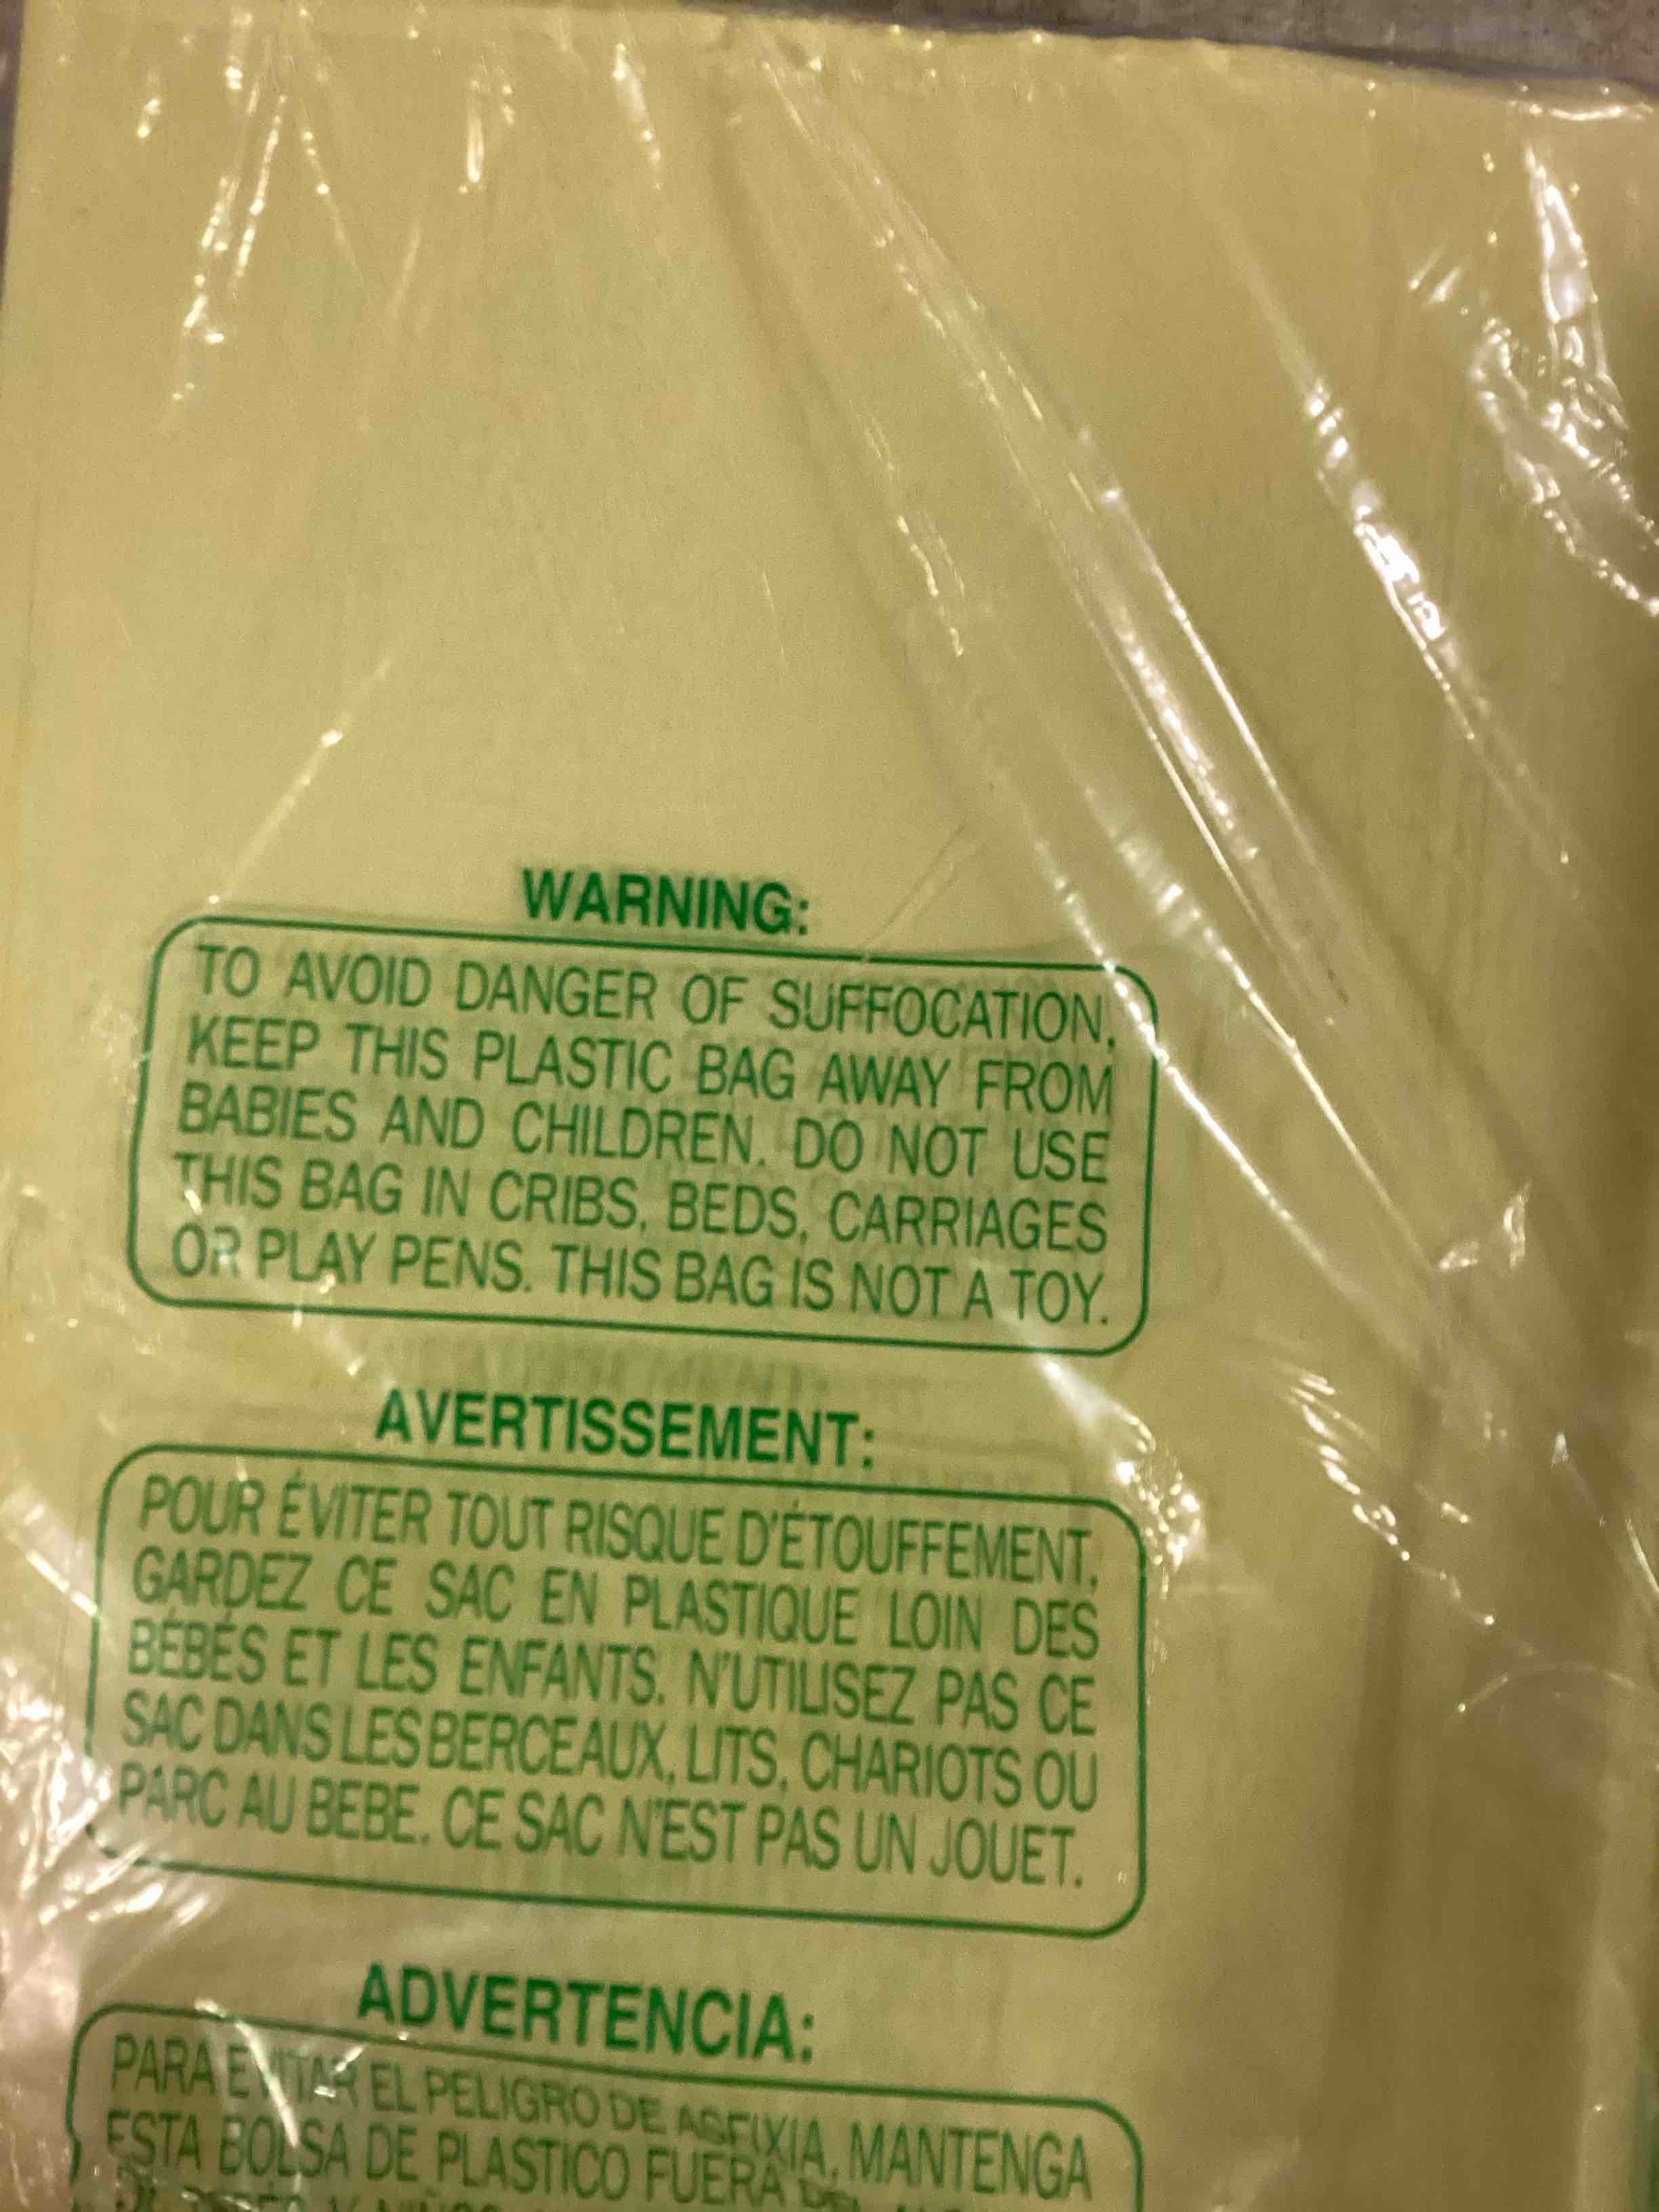 WARNING:
TO AVOID DANGER OF SUFFOCATION,
KEEP THIS PLASTIC BAG AWAY FROM
BABIES AND CHILDREN. DO NOT USE
THIS BAG IN CRIBS, BEDS, CARRIAGES
OR PLAY PENS. THIS BAG IS NOT A TOY.
AVERTISSEMENT:
POUR ÉVITER TOUT RISQUE D'ÉTOUFFEMENT,
GARDEZ CE SAC EN PLASTIQUE LOIN DES
BÉBÉS ET LES ENFANTS. N'UTILISEZ PAS CE
SAC DANS LES BERCEAUX, LITS, CHARIOTS OU
PARC AU BEBE. CE SAC N'EST PAS UN JOUET.
ADVERTENCIA:
PARA EVITAR EL PELIGRO DE ASFIXIA, MANTENGA
ESTA BOLSA DE PLASTICO FUERA DEL